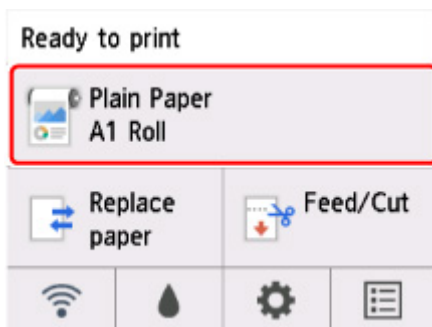 Ready to print
Plain Paper
A1 Roll
Replace
paper
Feed/Cut